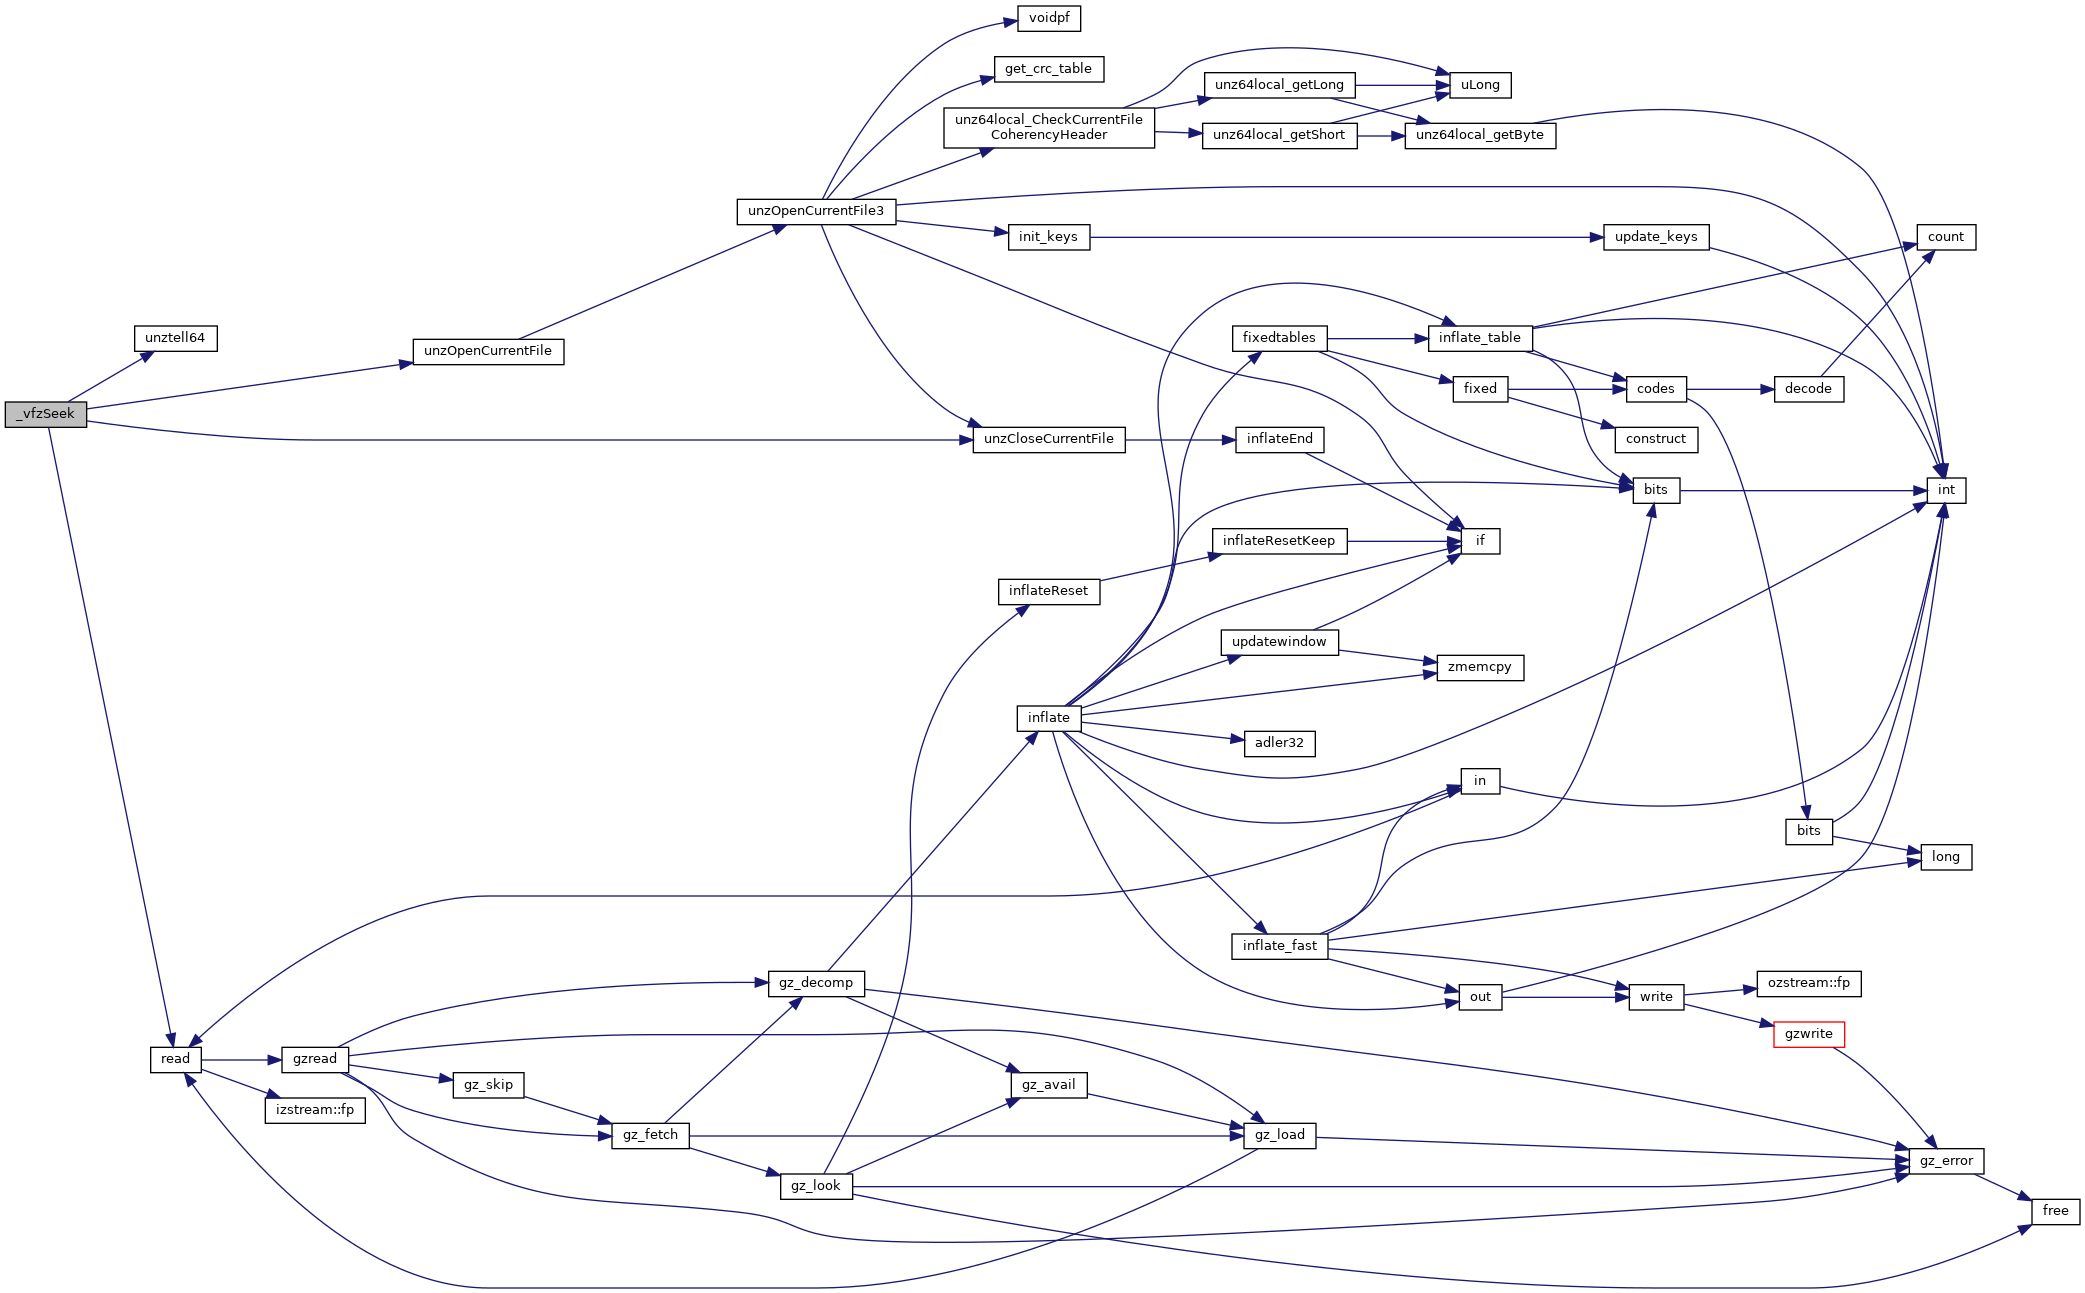 _vfzSeek
unztell64
unzOpenCurrentFile
read
gzread
izstream::fp
gz_skip
gz_fetch
unzOpenCurrentFile3
gz_decomp
gz_look
voidpf
get_crc_table
unz64local_CheckCurrentFile
CoherencyHeader
init_keys
unzCloseCurrentFile
inflateReset
inflate
gz_avail
unz64local_getLong
unz64local_getShort
fixedtables
inflateEnd
inflateResetKeep
updatewindow
adler32
inflate_fast
gz_load
uLong
unz64local_getByte
inflate_table
fixed
if
zmemcpy
in
out
update_keys
codes
construct
bits
write
decode
bits
ozstream::fp
gzwrite
count
int
long
gz_error
free